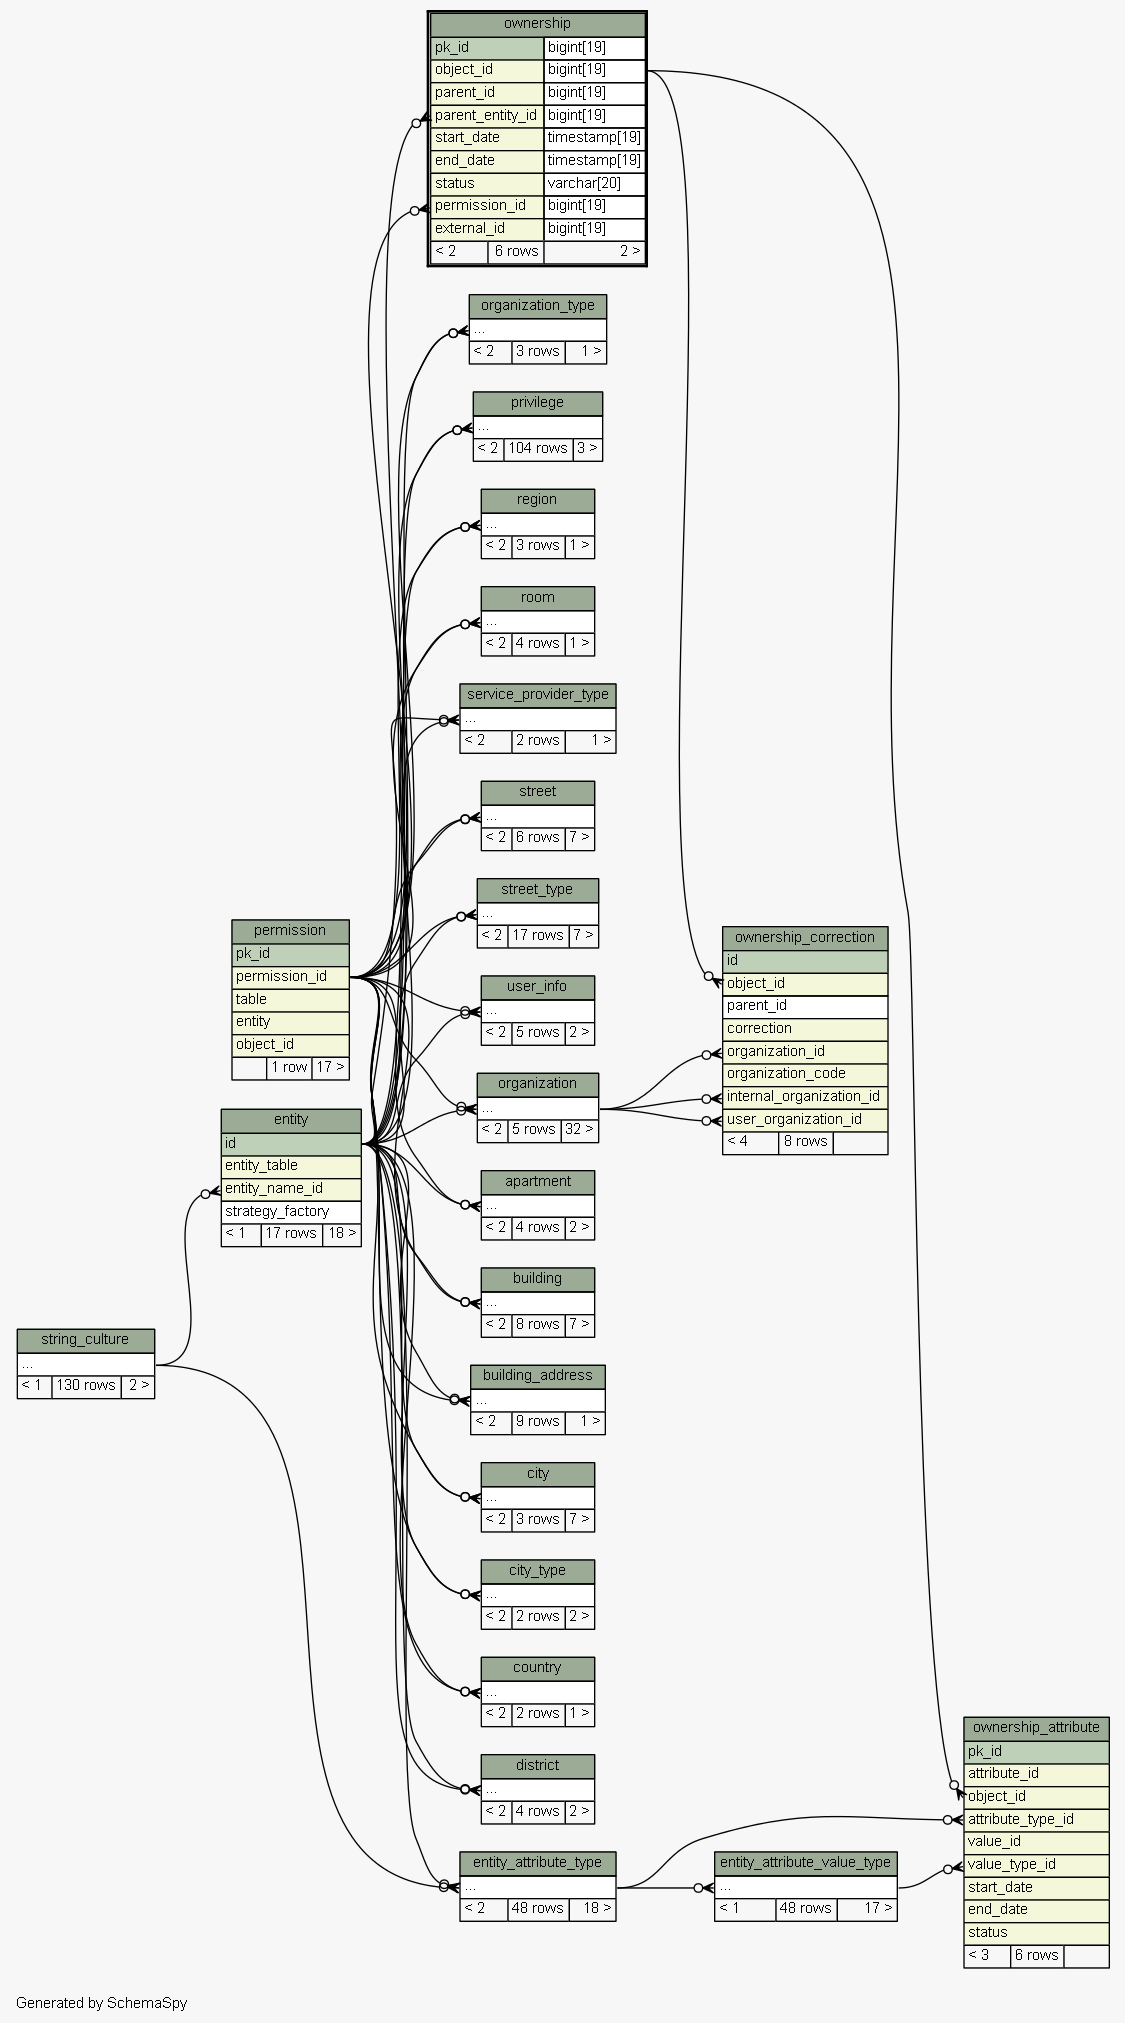 ownership
pk_id bigint[19]
object_id bigint[19]
parent_id bigint[19]
parent_entity_id bigint[19]
start_date timestamp[19]
end_date timestamp[19]
status varchar[20]
permission_id bigint[19]
external_id bigint[19]
< 2 6 rows 2 >
organization_type
...
< 2 3 rows 1 >
privilege
...
< 2 104 rows 3 >
region
...
< 2 3 rows 1 >
room
...
< 2 4 rows 1 >
service_provider_type
...
< 2 2 rows 1 >
street
...
< 2 6 rows 7 >
street_type
...
< 2 17 rows 7 >
permission
pk_id
permission_id
table
entity
object_id
1 row 17 >
ownership_correction
id
object_id
parent_id
correction
organization_id
organization_code
internal_organization_id
user_organization_id
< 4 8 rows
user_info
...
< 2 5 rows 2 >
organization
...
< 2 5 rows 32 >
entity
id
entity_table
entity_name_id
strategy_factory
< 1 17 rows 18 >
apartment
...
< 2 4 rows 2 >
building
...
< 2 8 rows 7 >
string_culture
...
< 1 130 rows 2 >
building_address
...
< 2 9 rows 1 >
city
...
< 2 3 rows 7 >
city_type
...
< 2 2 rows 2 >
country
...
< 2 2 rows 1 >
district
...
< 2 4 rows 2 >
ownership_attribute
pk_id
attribute_id
object_id
attribute_type_id
value_id
value_type_id
start_date
end_date
status
< 3 6 rows
entity_attribute_type
...
< 2 48 rows 18 >
entity_attribute_value_type
...
< 1 48 rows 17 >
Generated by SchemaSpy